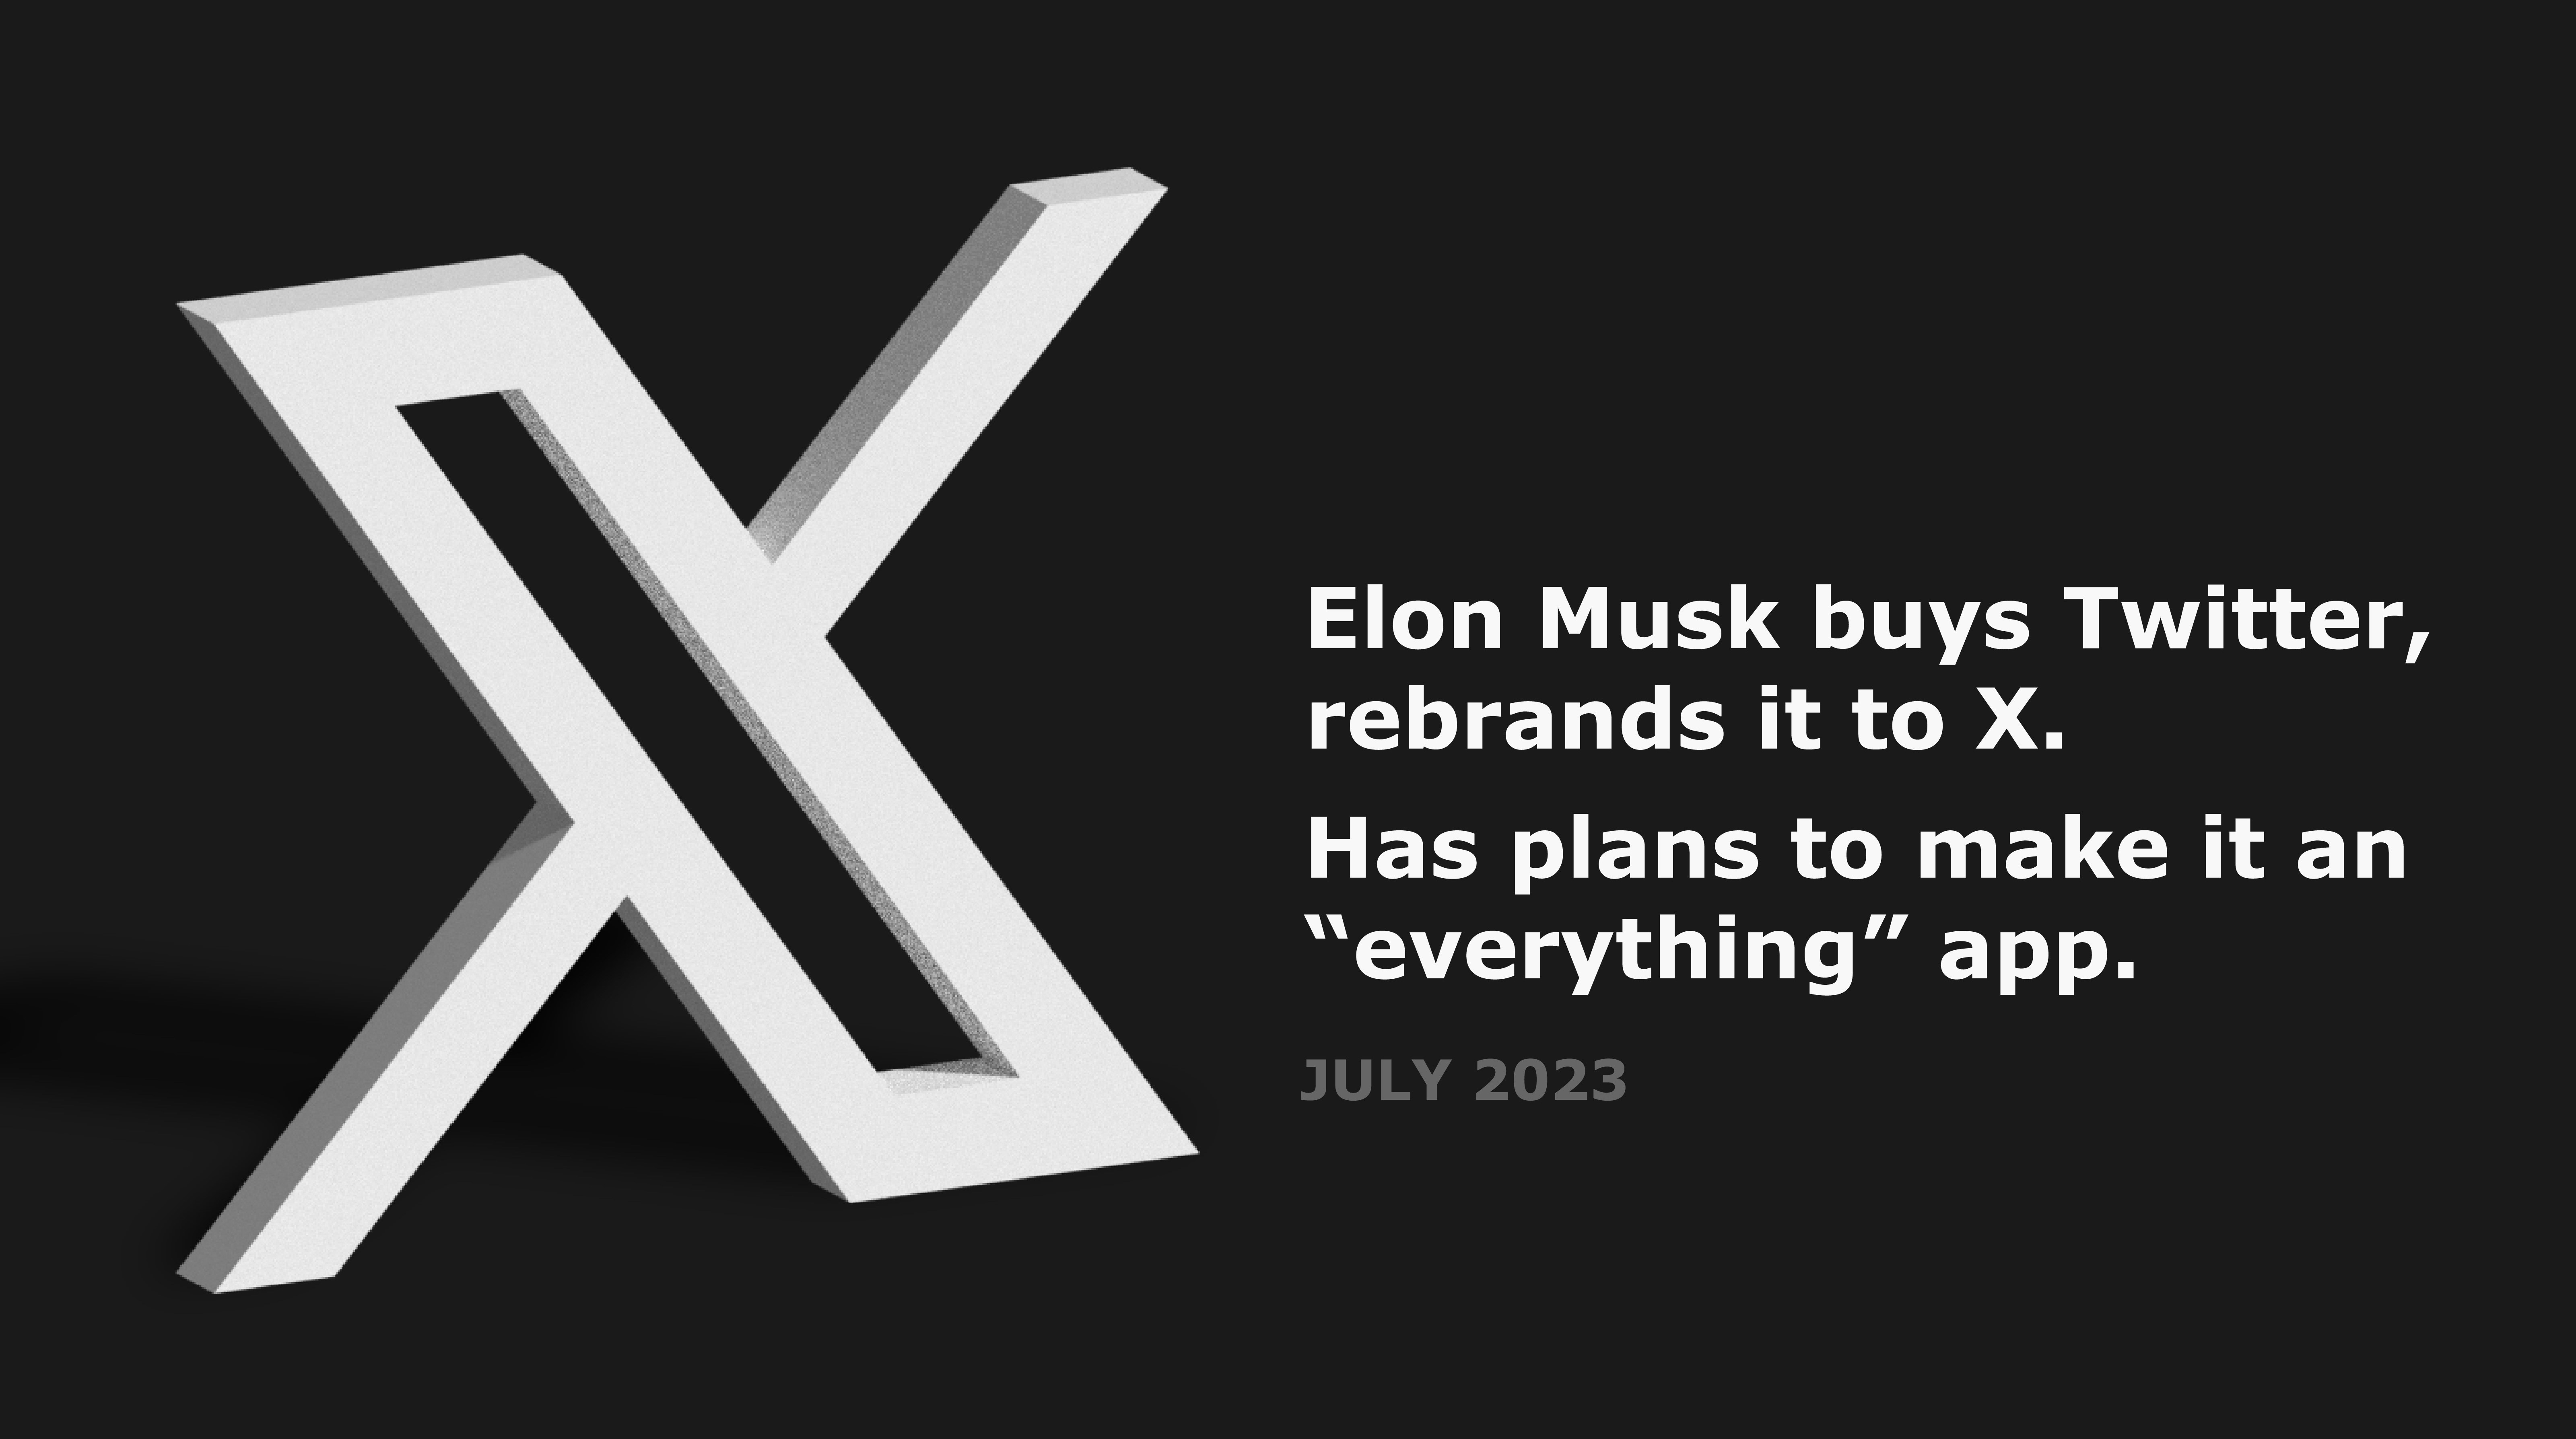 X
Elon Musk buys Twitter,
rebrands it to X.
Has plans to make it an
“everything” app.
JULY 2023